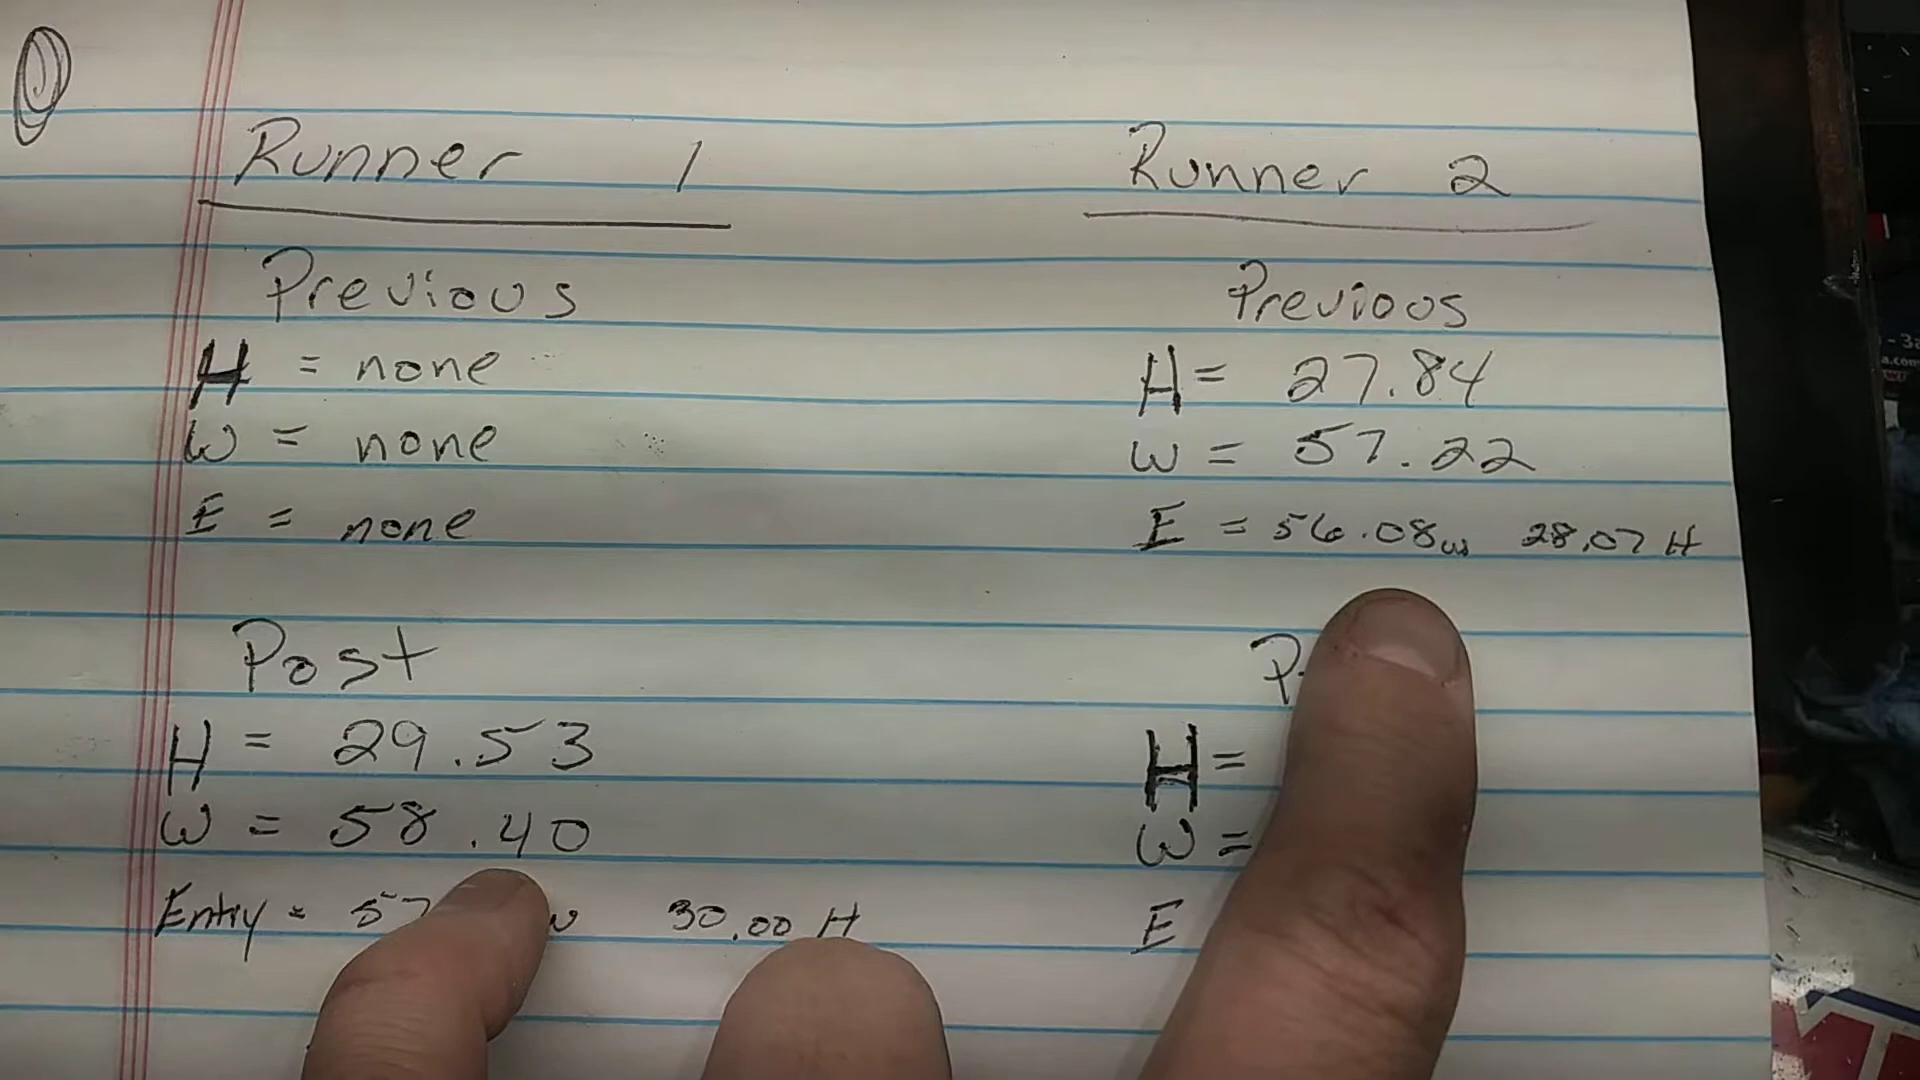 Runner 1
Previous
H = none
W = none
E = none
Post
H = 29.53
W = 58.40
Entry = 57 w 30.00 H
Runner 2
Previous
H = 27.84
W = 57.22
E = 56.08 w 28.07 H
H =
W =
E